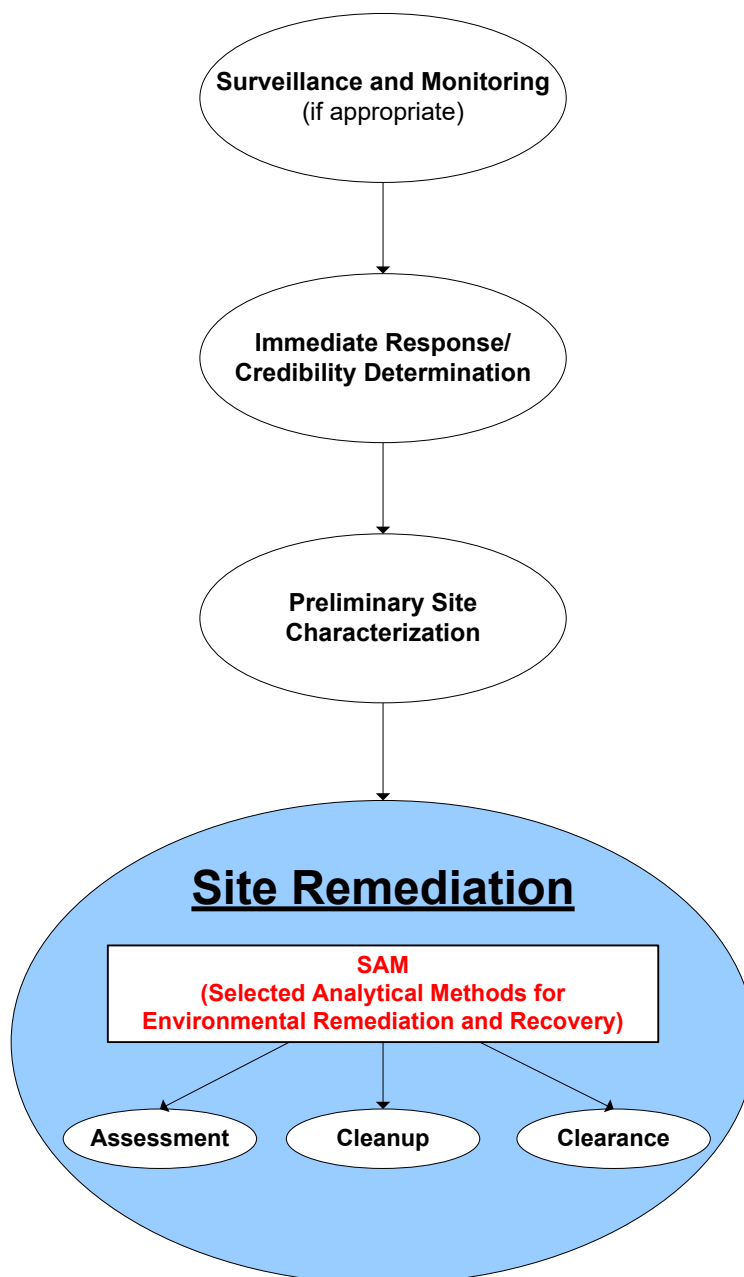 Surveillance and Monitoring
(if appropriate)
Immediate Response/
Credibility Determination
Preliminary Site
Characterization
Site Remediation
SAM
(Selected Analytical Methods for
Environmental Remediation and Recovery)
Assessment
Cleanup
Clearance